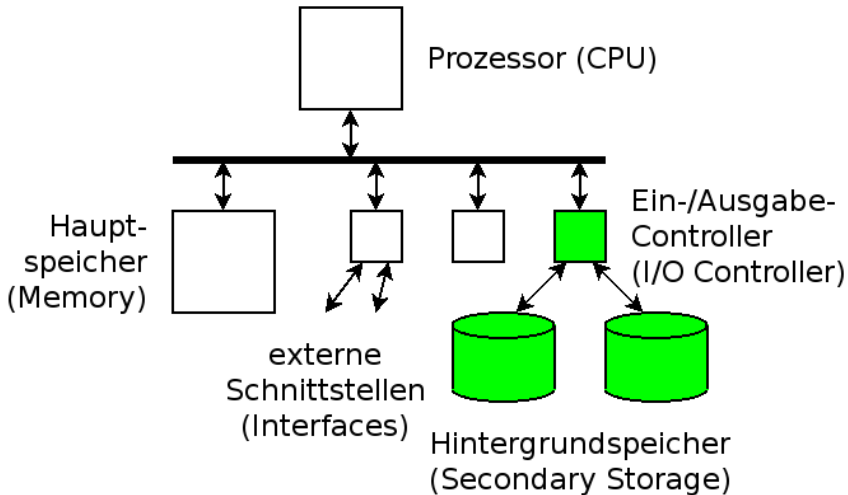 Prozessor (CPU)
Haupt-
speicher
(Memory)
Ein-/Ausgabe-
Controller
(I/O Controller)
externe
Schnittstellen
(Interfaces)
Hintergrundspeicher
(Secondary Storage)